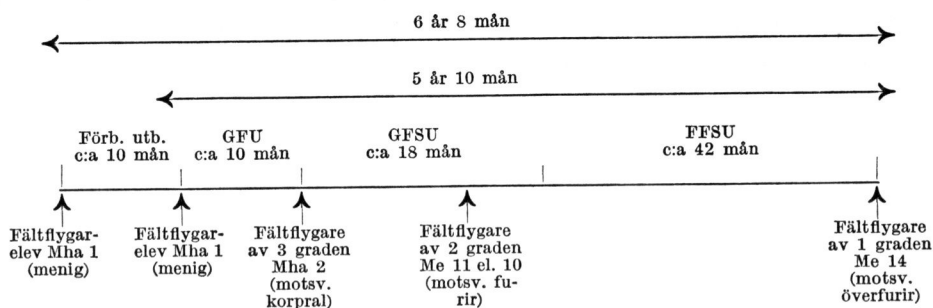 6 år 8 mån
5 år 10 mån
Förb. utb.
c:a 10 mån
GFU
c:a 10 mån
GFSU
c:a 18 mån
FFSU
c:a 42 mån
Fältflygar-
elev Mha 1
(menig)
Fältflygar-
elev Mha 1
(menig)
Fältflygare
av 3 graden
Mha 2
(motsv.
korpral)
Fältflygare
av 2 graden
Me 11 el. 10
(motsv. fu-
rir)
Fältflygare
av 1 graden
Me 14
(motsv.
överfurir)